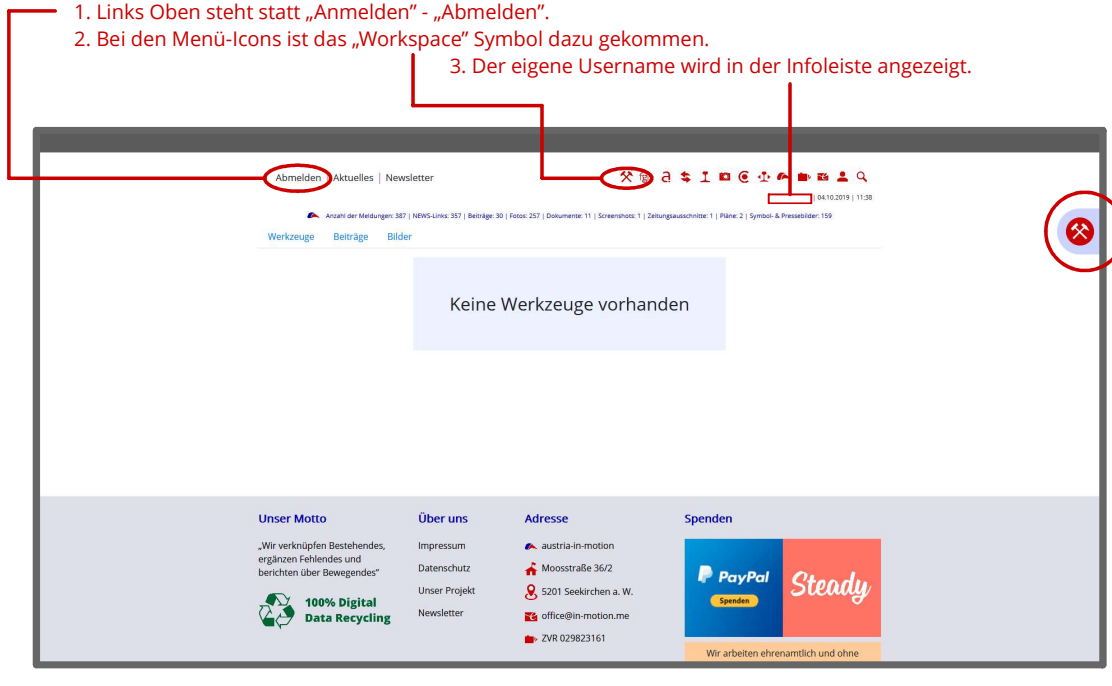 1. Links Oben steht statt „Anmelden” - „Abmelden”.
2. Bei den Menü-Icons ist das „Workspace” Symbol dazu gekommen.
3. Der eigene Username wird in der Infoleiste angezeigt.
Abmelden | Aktuelles | Newsletter
| 04.10.2019 | 11:38
Anzahl der Meldungen: 387 | NEWS-Links: 357 | Beiträge: 30 | Fotos: 257 | Dokumente: 11 | Screenshots: 1 | Zeitungsausschnitte: 1 | Pläne: 2 | Symbol- & Pressebilder: 159
Werkzeuge Beiträge Bilder
Keine Werkzeuge vorhanden
Unser Motto
„Wir verknüpfen Bestehendes,
ergänzen Fehlendes und
berichten über Bewegendes”
100% Digital
Data Recycling
Über uns
Impressum
Datenschutz
Unser Projekt
Newsletter
Adresse
austria-in-motion
Moosstraße 36/2
5201 Seekirchen a. W.
office@in-motion.me
ZVR 029823161
Spenden
PayPal
Spenden
Steady
Wir arbeiten ehrenamtlich und ohne